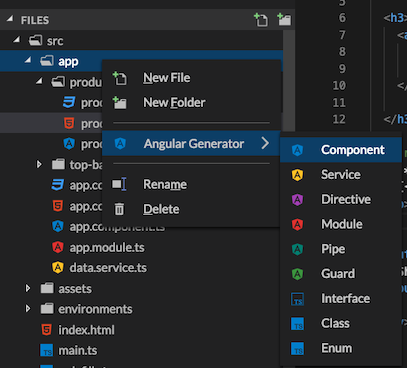 FILES
src
app
produ
prod
prod
prod
top-ba
app.co
app.co
app.component.ts
app.module.ts
data.service.ts
assets
environments
index.html
main.ts
New File
New Folder
Angular Generator
Rename
Delete
Component
Service
Directive
Module
Pipe
Guard
Interface
Class
Enum
6
7
8
9
10
11
12
<h3>
<a
</
</h3>